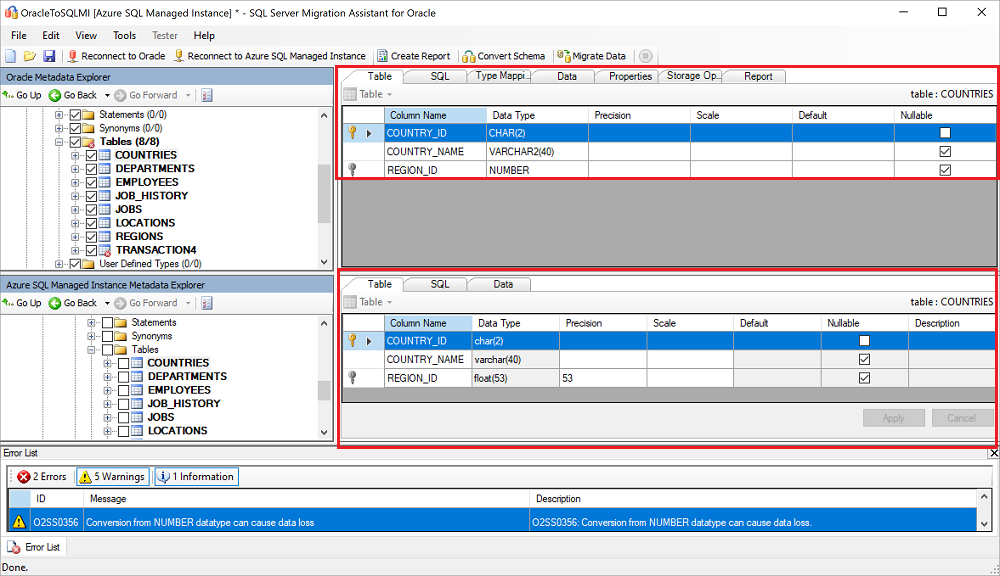 OracleToSQLMI [Azure SQL Managed Instance] * - SQL Server Migration Assistant for Oracle
File Edit View Tools Tester Help
Reconnect to Oracle Reconnect to Azure SQL Managed Instance Create Report Convert Schema Migrate Data
Oracle Metadata Explorer
Go Up Go Back Go Forward
Statements (0/0)
Synonyms (0/0)
Tables (8/8)
COUNTRIES
DEPARTMENTS
EMPLOYEES
JOB_HISTORY
JOBS
LOCATIONS
REGIONS
TRANSACTION4
User Defined Types (0/0)
Table SQL Type Mappi... Data Properties Storage Op... Report
Table table : COUNTRIES
Column Name Data Type Precision Scale Default Nullable
COUNTRY_ID CHAR(2)
COUNTRY_NAME VARCHAR2(40)
REGION_ID NUMBER
Azure SQL Managed Instance Metadata Explorer
Go Up Go Back Go Forward
Statements
Synonyms
Tables
COUNTRIES
DEPARTMENTS
EMPLOYEES
JOB_HISTORY
JOBS
LOCATIONS
Table SQL Data
Table table : COUNTRIES
Column Name Data Type Precision Scale Default Nullable Description
COUNTRY_ID char(2)
COUNTRY_NAME varchar(40)
REGION_ID float(53) 53
Apply Cancel
Error List
2 Errors 5 Warnings 1 Information
ID Message Description
O2SS0356 Conversion from NUMBER datatype can cause data loss O2SS0356: Conversion from NUMBER datatype can cause data loss.
Error List
Done.